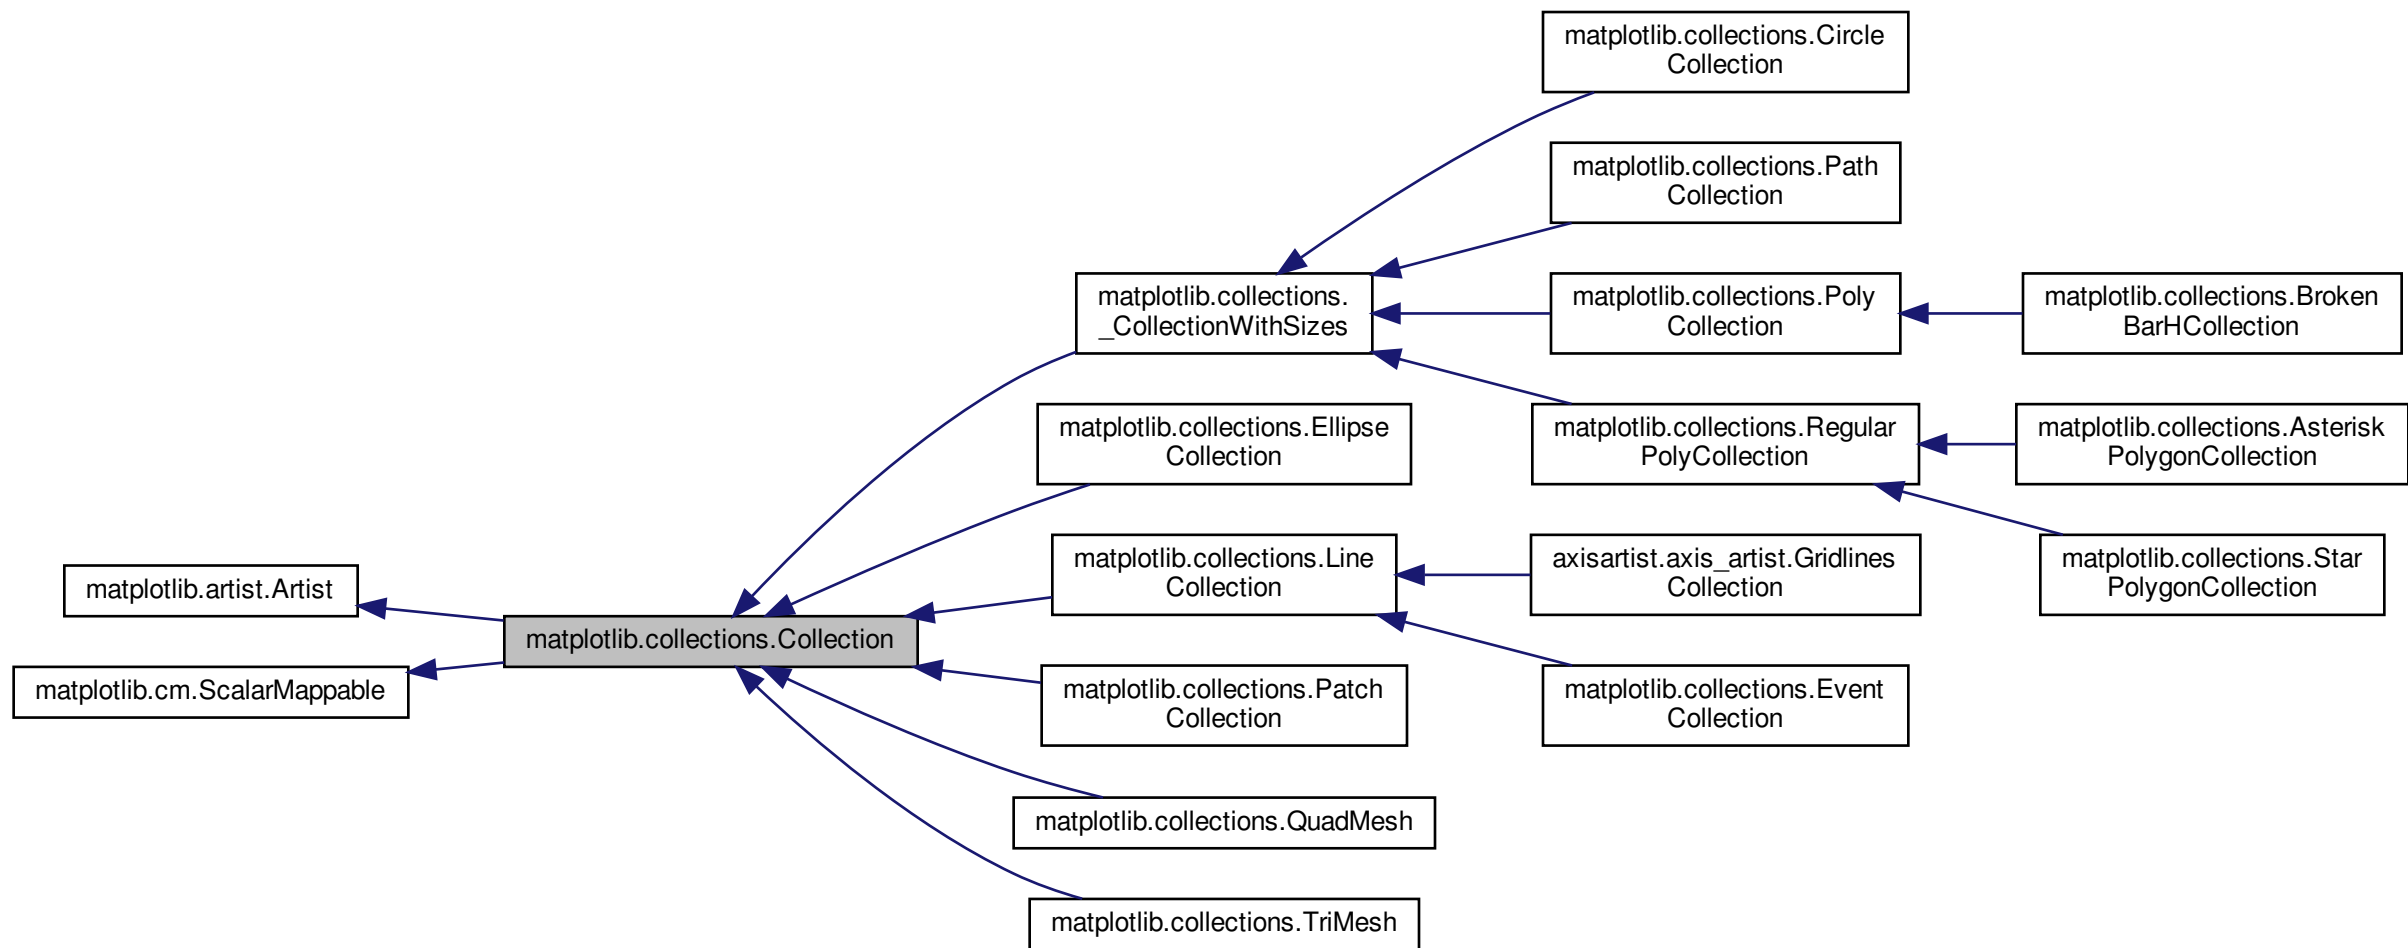 matplotlib.collections.Circle
Collection
matplotlib.collections.Path
Collection
matplotlib.collections.
_CollectionWithSizes
matplotlib.collections.Poly
Collection
matplotlib.collections.Broken
BarHCollection
matplotlib.collections.Ellipse
Collection
matplotlib.collections.Regular
PolyCollection
matplotlib.collections.Asterisk
PolygonCollection
matplotlib.artist.Artist
matplotlib.collections.Line
Collection
axisartist.axis_artist.Gridlines
Collection
matplotlib.collections.Star
PolygonCollection
matplotlib.collections.Collection
matplotlib.cm.ScalarMappable
matplotlib.collections.Patch
Collection
matplotlib.collections.Event
Collection
matplotlib.collections.QuadMesh
matplotlib.collections.TriMesh